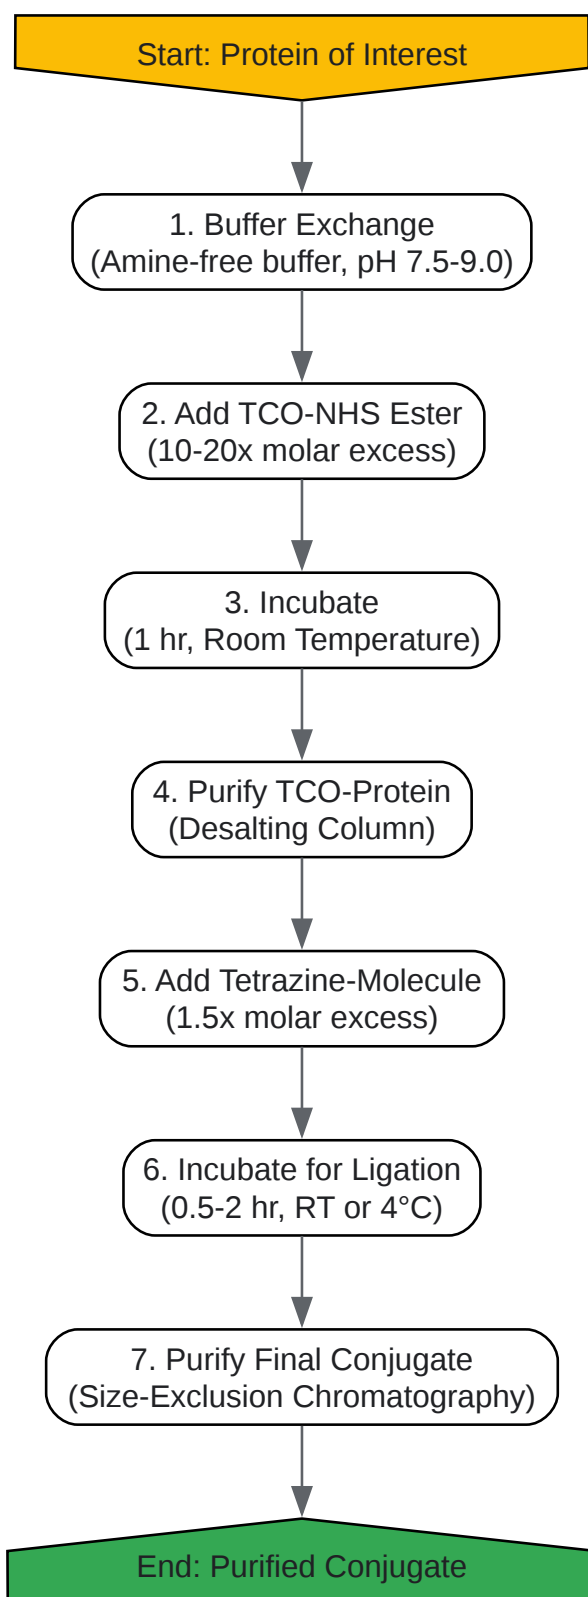 Start: Protein of Interest
1. Buffer Exchange
(Amine-free buffer, pH 7.5-9.0)
2. Add TCO-NHS Ester
(10-20x molar excess)
3. Incubate
(1 hr, Room Temperature)
4. Purify TCO-Protein
(Desalting Column)
5. Add Tetrazine-Molecule
(1.5x molar excess)
6. Incubate for Ligation
(0.5-2 hr, RT or 4°C)
7. Purify Final Conjugate
(Size-Exclusion Chromatography)
End: Purified Conjugate